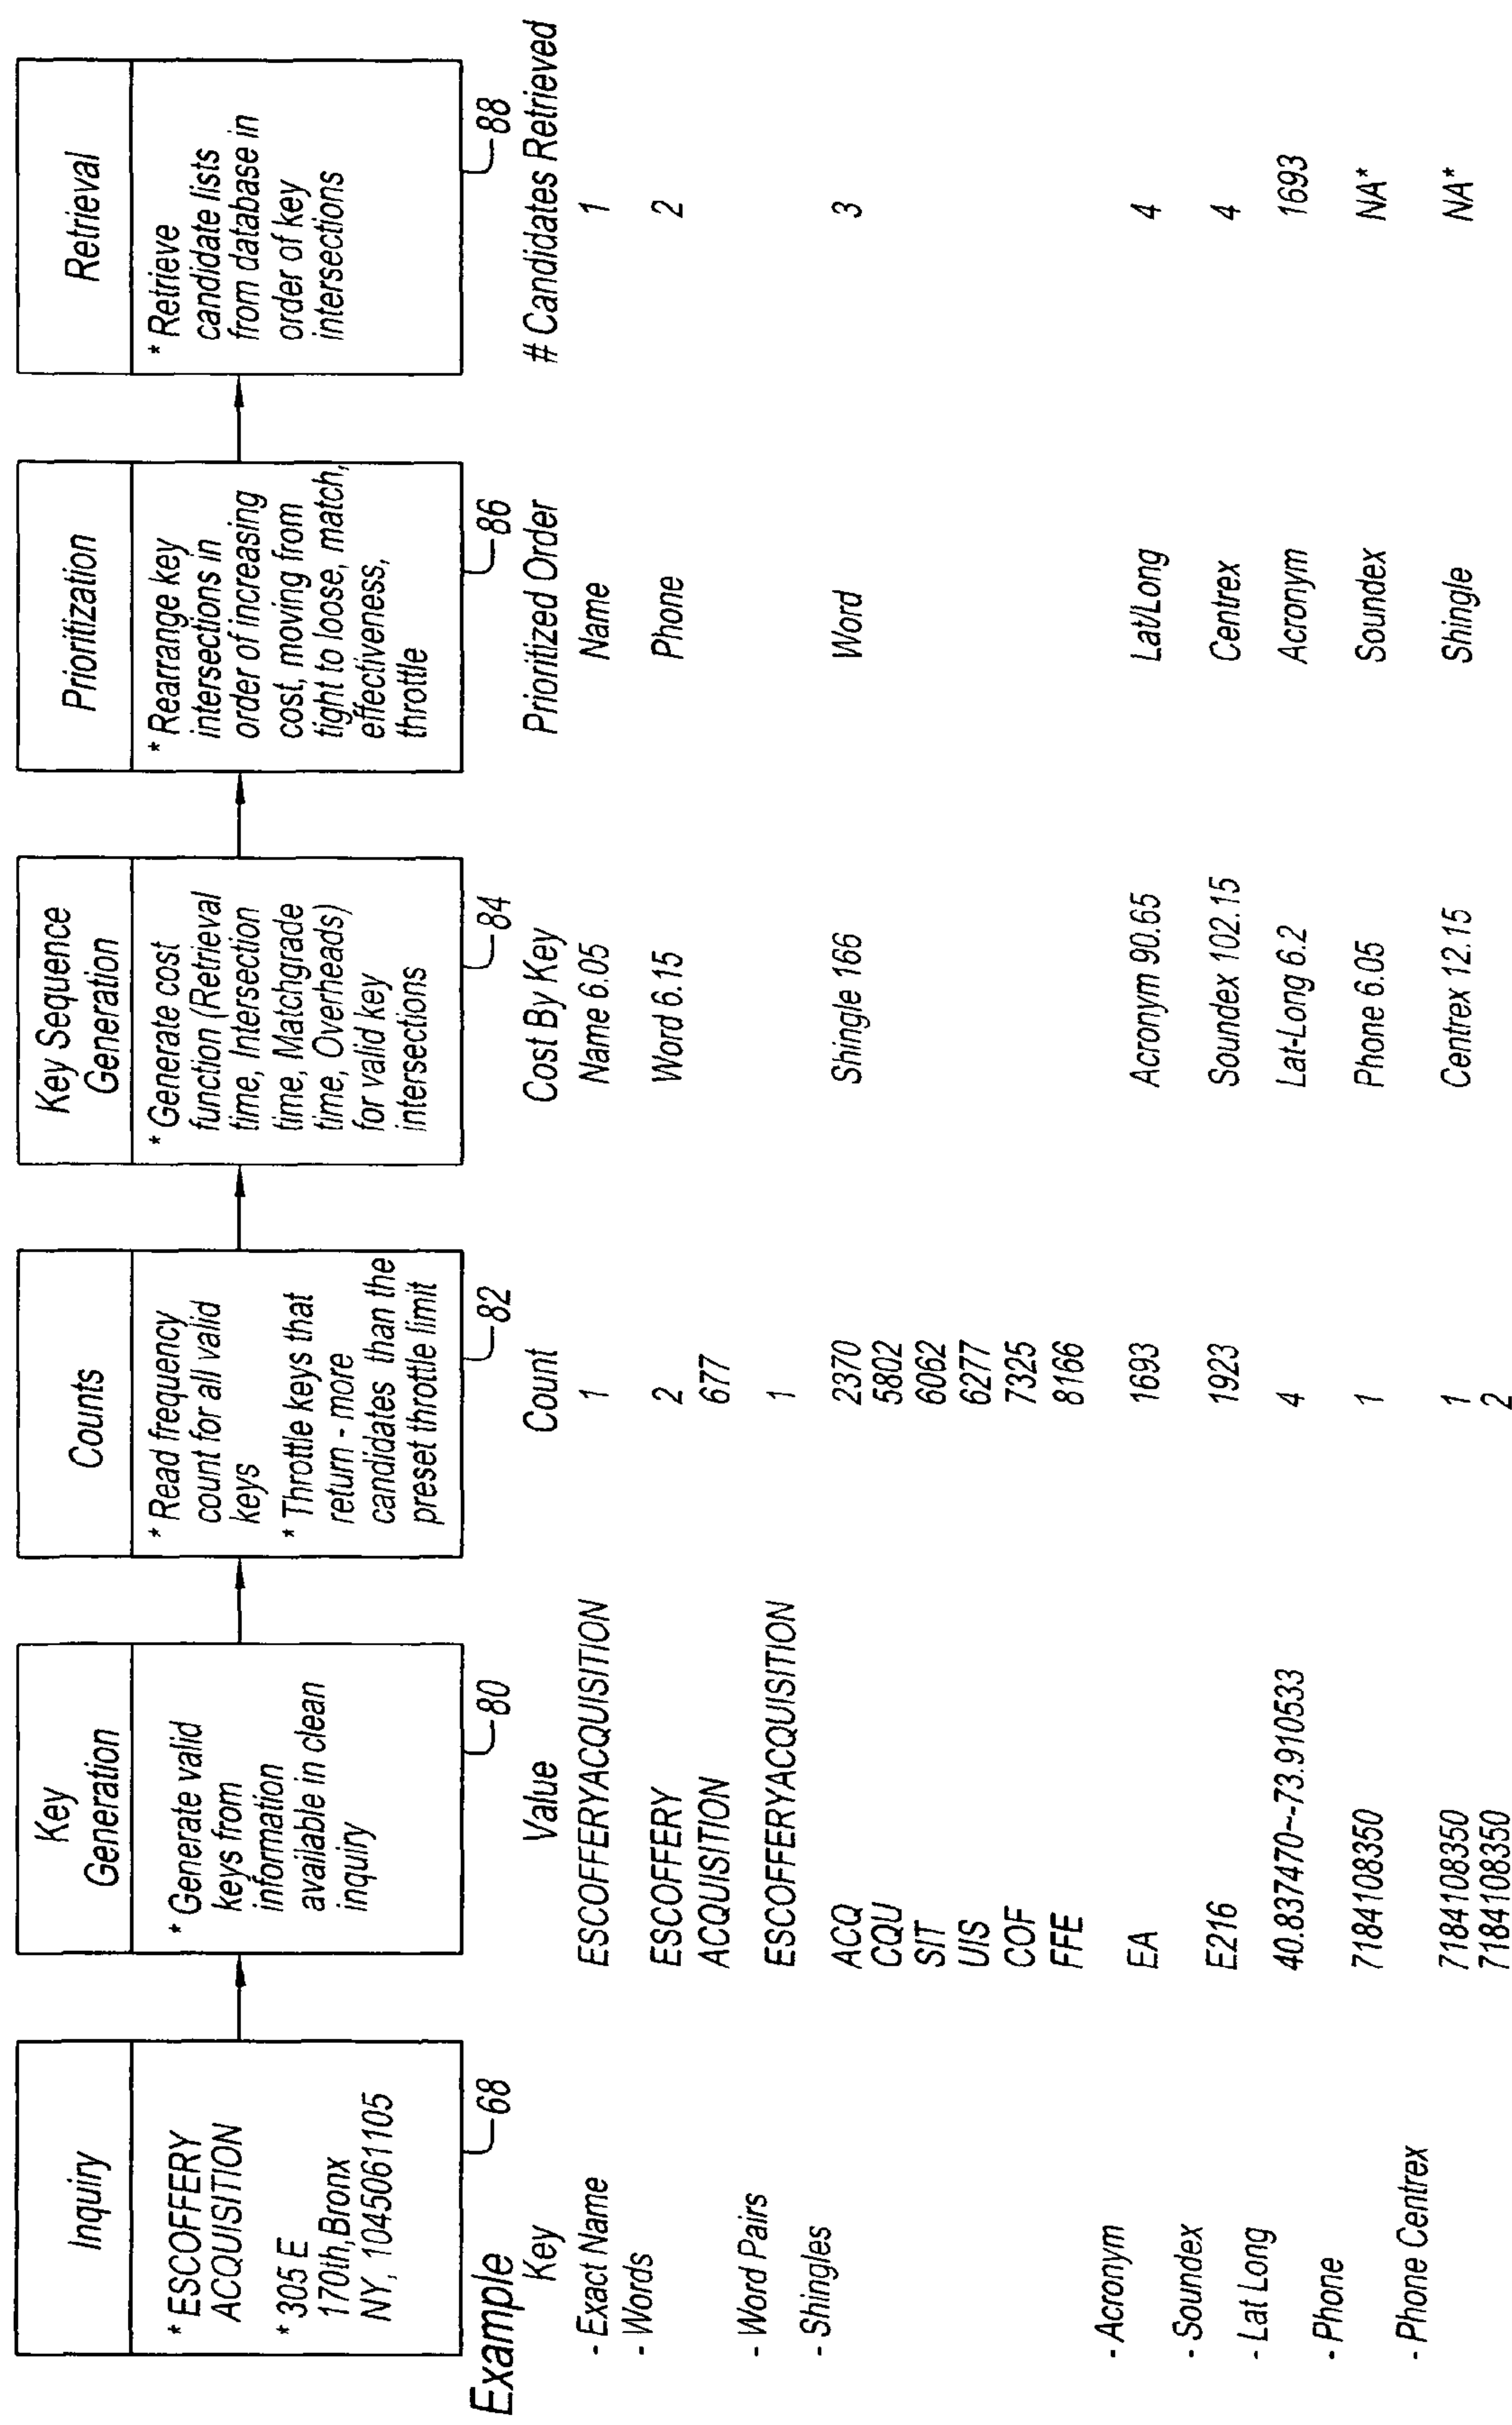 Inquiry
* ESCOFFERY
ACQUISITION
* 305 E
170th,Bronx
NY, 1045061105
68
Key
Generation
* Generate valid
keys from
information
available in clean
inquiry
80
Counts
* Read frequency
count for all valid
keys
* Throttle keys that
return - more
candidates than the
preset throttle limit
82
Key Sequence
Generation
* Generate cost
function (Retrieval
time, Intersection
time, Matchgrade
time, Overheads)
for valid key
intersections
84
Prioritization
* Rearrange key
intersections in
order of increasing
cost, moving from
tight to loose, match,
effectiveness,
throttle
86
Retrieval
* Retrieve
candidate lists
from database in
order of key
intersections
88
Example
Key Value Count Cost By Key Prioritized Order # Candidates Retrieved
- Exact Name ESCOFFERYACQUISITION 1 Name 6.05 Name 1
- Words ESCOFFERY 2 Word 6.15 Phone 2
ACQUISITION 677
- Word Pairs ESCOFFERYACQUISITION 1
- Shingles ACQ 2370 Shingle 166 Word 3
CQU 5802
SIT 6062
UIS 6277
COF 7325
FFE 8166
- Acronym EA 1693 Acronym 90.65 Lat/Long 4
- Soundex E216 1923 Soundex 102.15 Centrex 4
- Lat Long 40.837470~-73.910533 4 Lat-Long 6.2 Acronym 1693
- Phone 7184108350 1 Phone 6.05 Soundex NA*
- Phone Centrex 7184108350 1 Centrex 12.15 Shingle NA*
7184108350 2